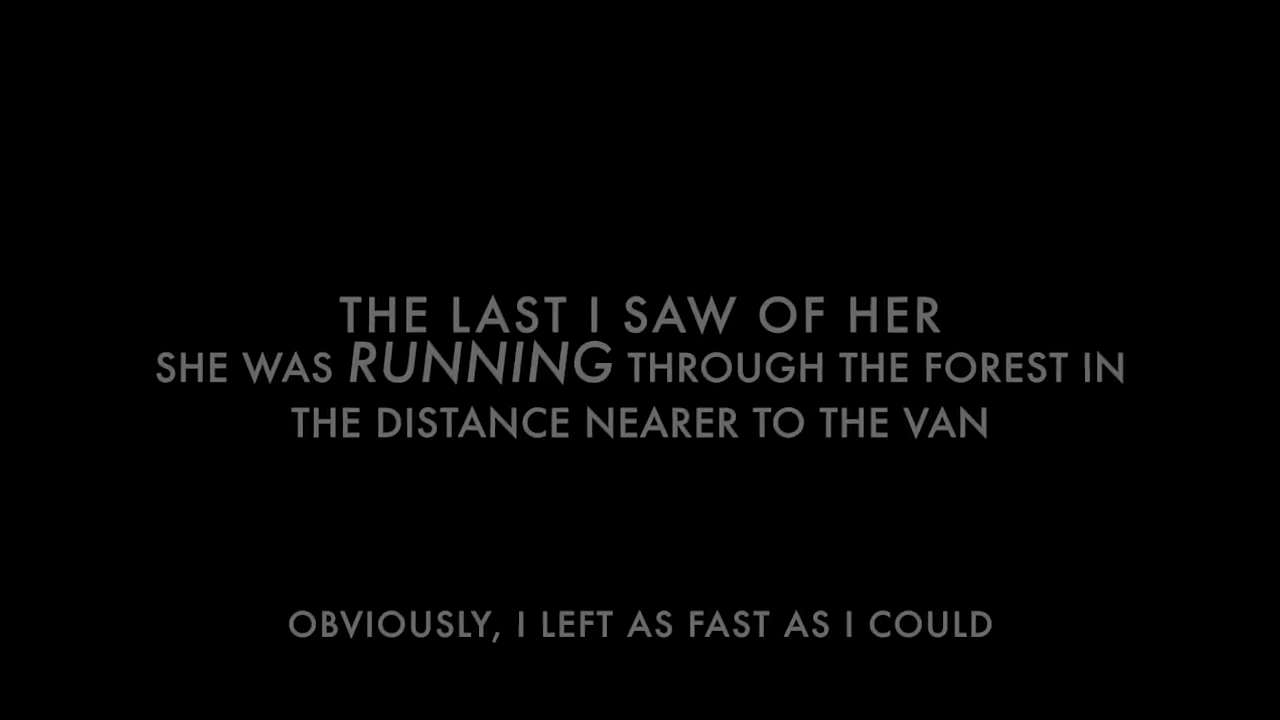 THE LAST I SAW OF HER
SHE WAS RUNNING THROUGH THE FOREST IN
THE DISTANCE NEARER TO THE VAN
OBVIOUSLY, I LEFT AS FAST AS I COULD